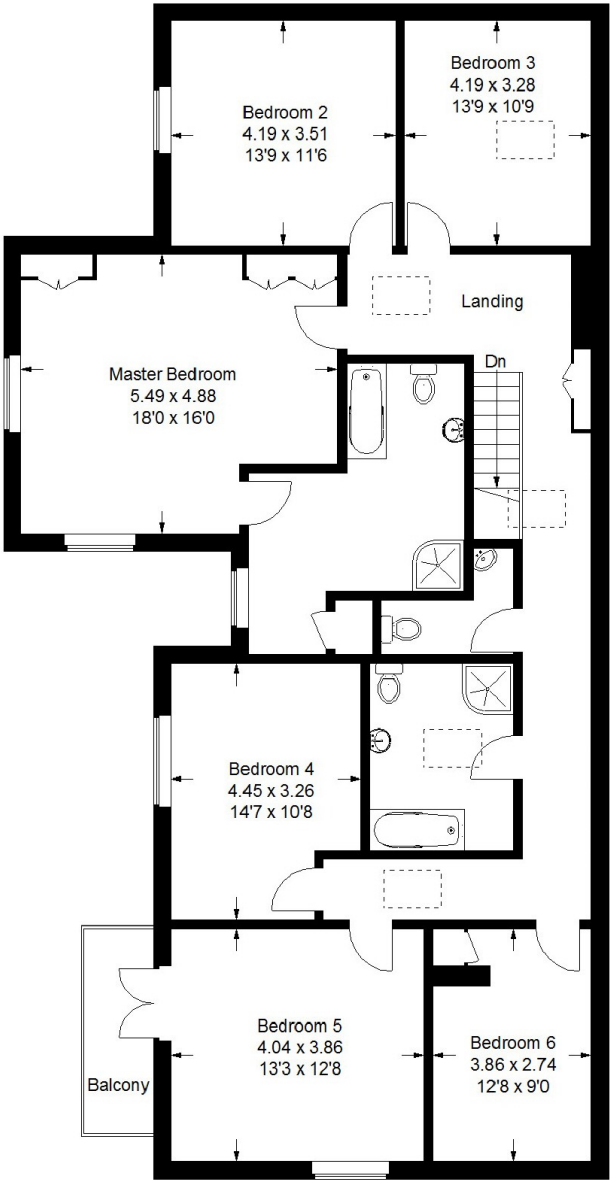 Bedroom 2
4.19 x 3.51
13'9 x 11'6
Bedroom 3
4.19 x 3.28
13'9 x 10'9
Landing
Dn
Master Bedroom
5.49 x 4.88
18'0 x 16'0
Bedroom 4
4.45 x 3.26
14'7 x 10'8
Bedroom 5
4.04 x 3.86
13'3 x 12'8
Balcony
Bedroom 6
3.86 x 2.74
12'8 x 9'0